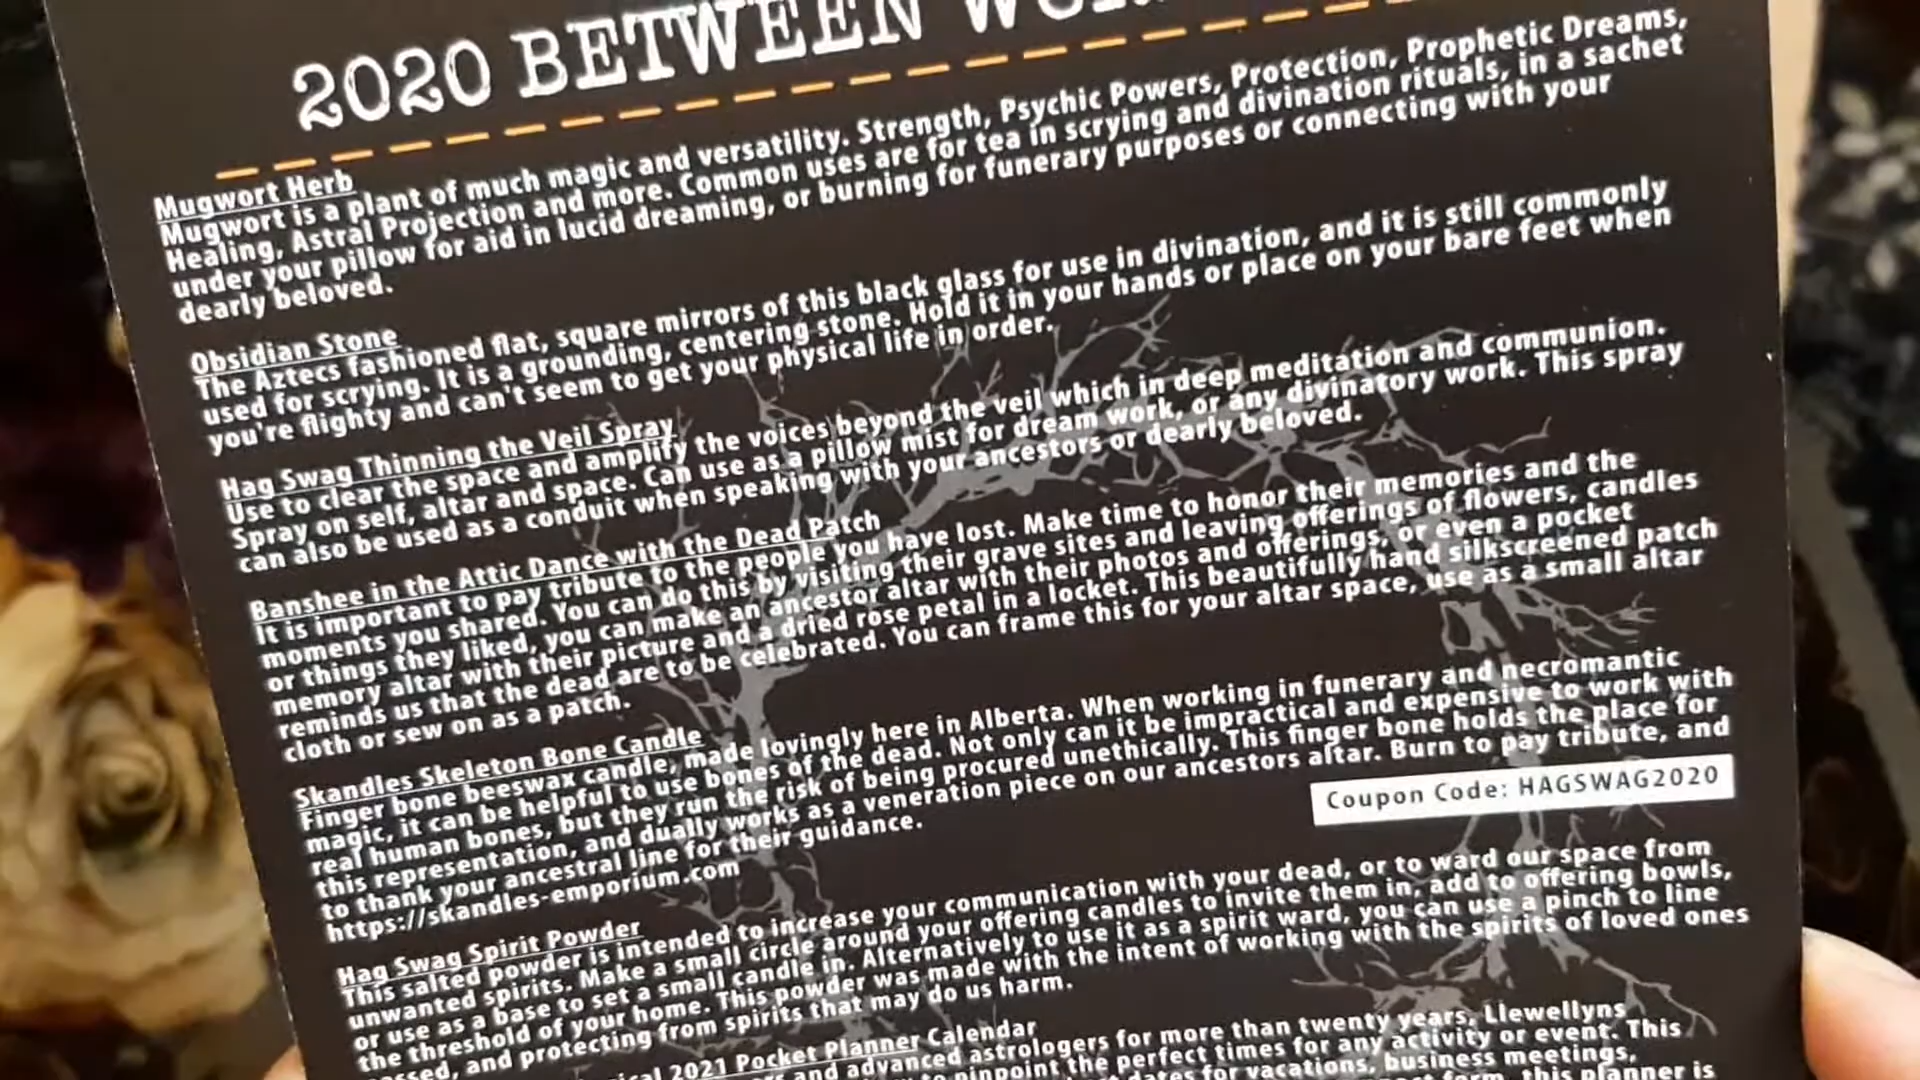 2020 BETWEEN
Mugwort Herb
Mugwort is a plant of much magic and versatility. Strength, Psychic Powers, Protection, Prophetic Dreams,
Healing, Astral Projection and more. Common uses are for tea in scrying and divination rituals, in a sachet
under your pillow for aid in lucid dreaming, or burning for funerary purposes or connecting with your
dearly beloved.
Obsidian Stone
The Aztecs fashioned flat, square mirrors of this black glass for use in divination, and it is still commonly
used for scrying. It is a grounding, centering stone. Hold it in your hands or place on your bare feet when
you're flighty and can't seem to get your physical life in order.
Hag Swag Thinning the Veil Spray
Use to clear the space and amplify the voices beyond the veil which in deep meditation and communion.
Spray on self, altar and space. Can use as a pillow mist for dream work, or any divinatory work. This spray
can also be used as a conduit when speaking with your ancestors or dearly beloved.
Banshee in the Attic Dance with the Dead Patch
It is important to pay tribute to the people you have lost. Make time to honor their memories and the
moments you shared. You can do this by visiting their grave sites and leaving offerings of flowers, candles
or things they liked, you can make an ancestor altar with their photos and offerings, or even a pocket
memory altar with their picture and a dried rose petal in a locket. This beautifully hand silkscreened patch
reminds us that the dead are to be celebrated. You can frame this for your altar space, use as a small altar
cloth or sew on as a patch.
Skandles Skeleton Bone Candle
Finger bone beeswax candle, made lovingly here in Alberta. When working in funerary and necromantic
magic, it can be helpful to use bones of the dead. Not only can it be impractical and expensive to work with
real human bones, but they run the risk of being procured unethically. This finger bone holds the place for
this representation, and dually works as a veneration piece on our ancestors altar. Burn to pay tribute, and
to thank your ancestral line for their guidance.
https://skandles-emporium.com
Coupon Code: HAGSWAG2020
Hag Swag Spirit Powder
This salted powder is intended to increase your communication with your dead, or to ward our space from
unwanted spirits. Make a small circle around your offering candles to invite them in, add to offering bowls,
or use as a base to set a small candle in. Alternatively to use it as a spirit ward, you can use a pinch to line
the threshold of your home. This powder was made with the intent of working with the spirits of loved ones
and protecting from spirits that may do us harm.
2021 Pocket Planner Calendar
and advanced astrologers for more than twenty years, Llewellyns
to pinpoint the perfect times for any activity or event. This
dates for vacations, business meetings,
this planner is